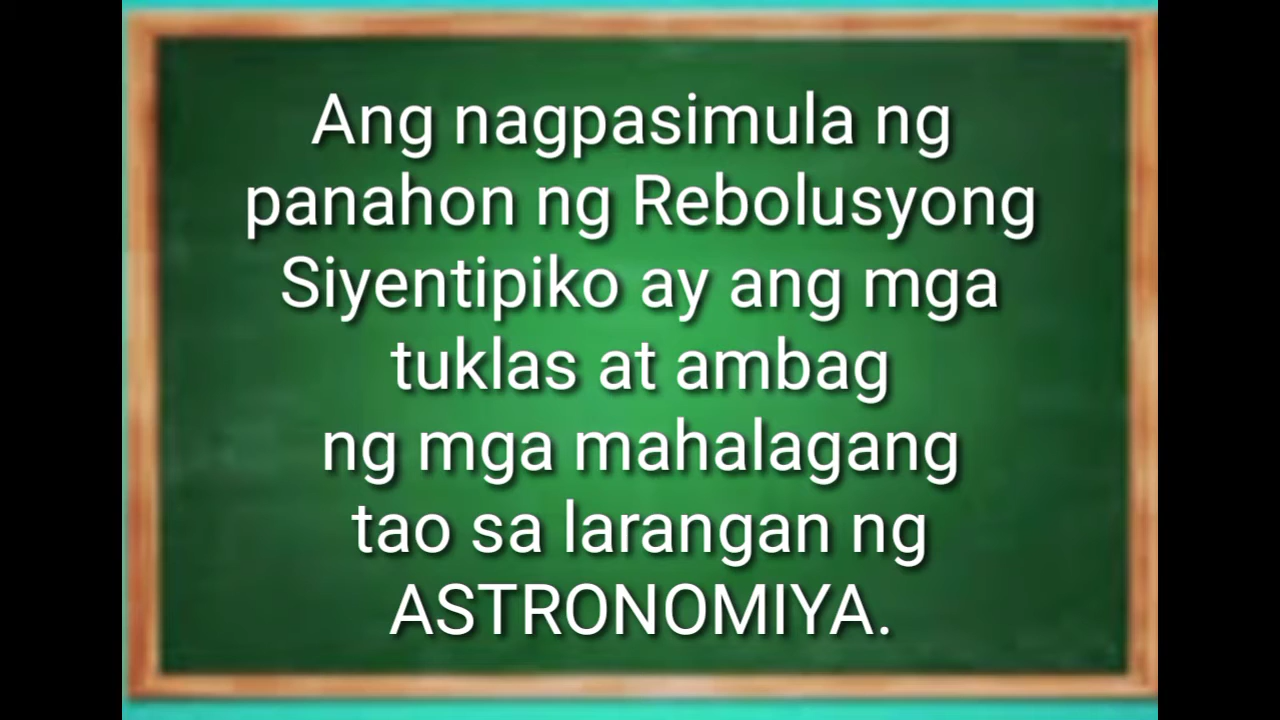 Ang nagpasimula ng
panahon ng Rebolusyong
Siyentipiko ay ang mga
tuklas at ambag
ng mga mahalagang
tao sa larangan ng
ASTRONOMIYA.